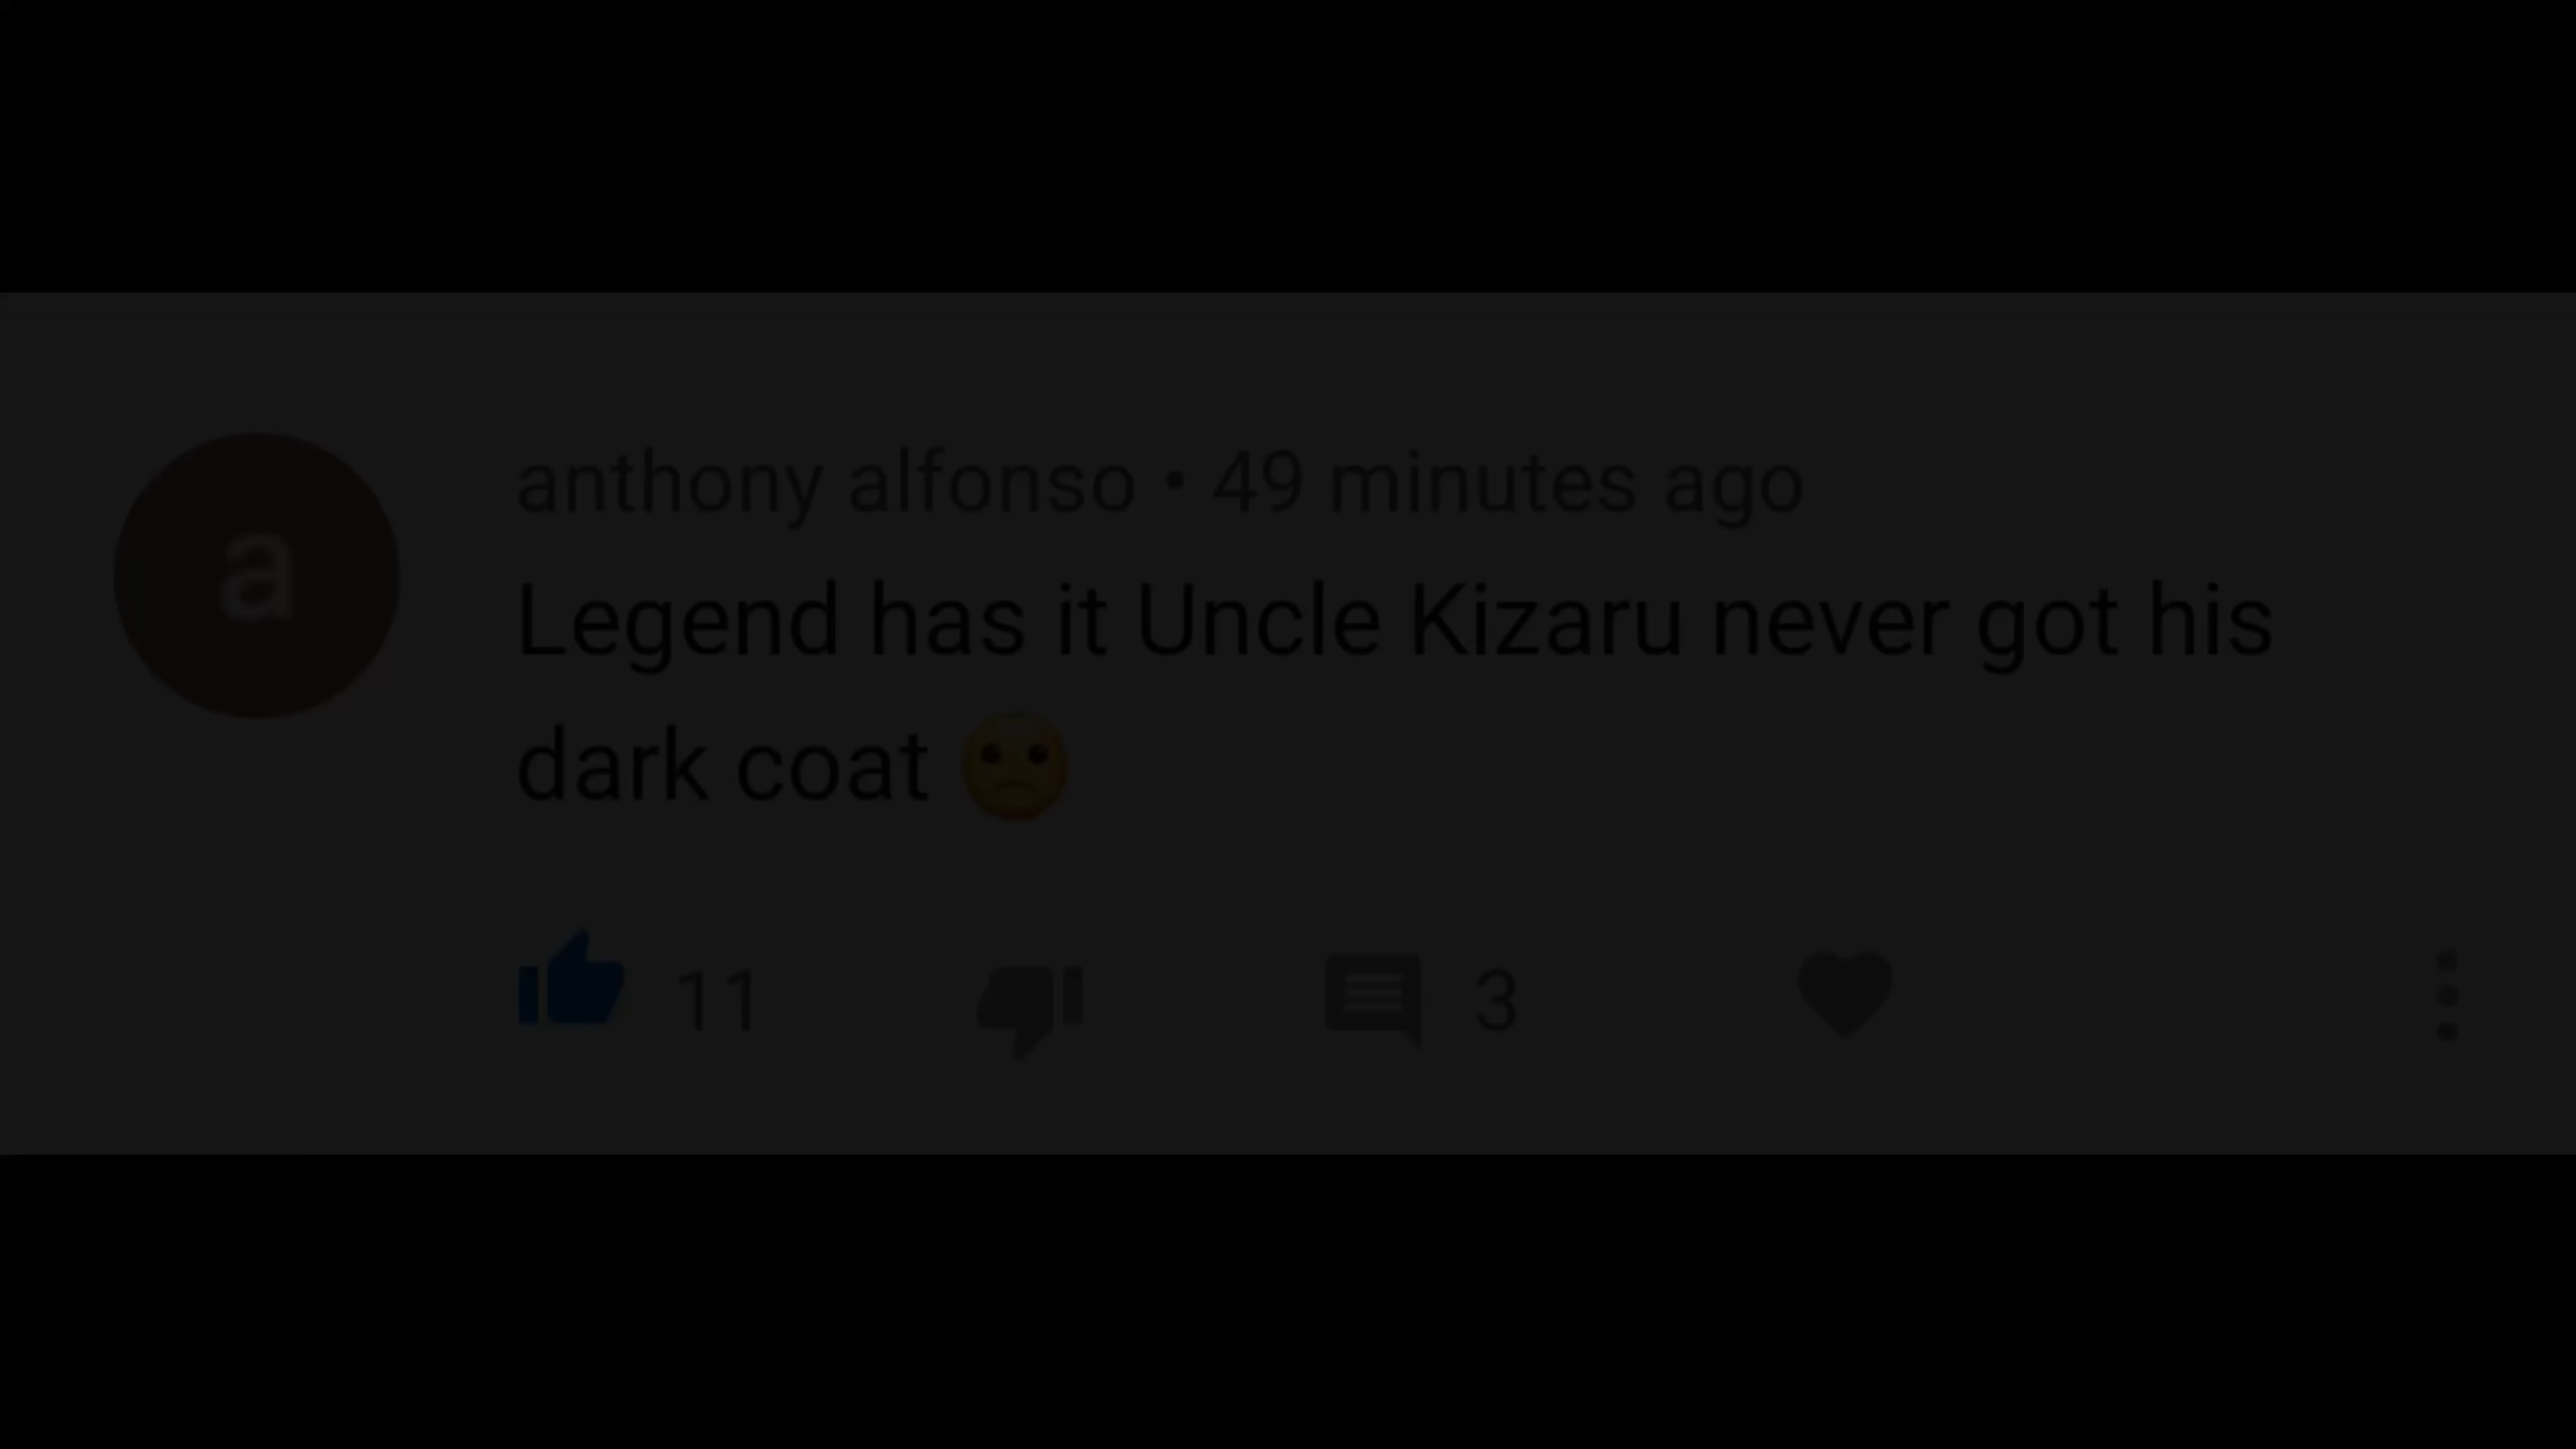 a
anthony alfonso • 49 minutes ago
Legend has it Uncle Kizaru never got his
dark coat 🙁
11 3